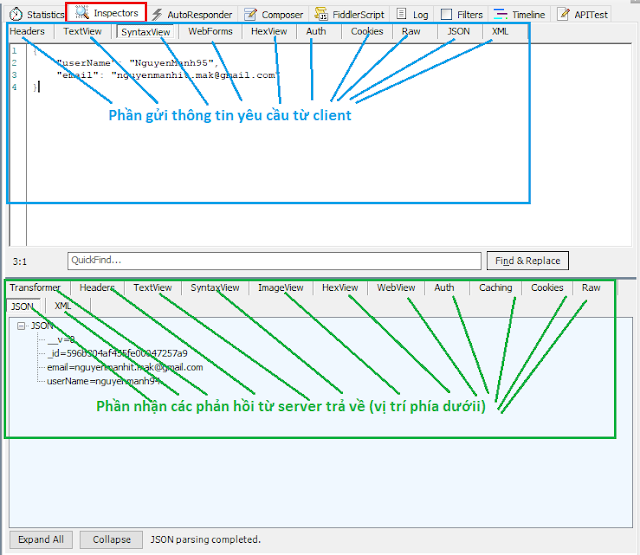 Statistics Inspectors AutoResponder Composer FiddlerScript Log Filters Timeline APITest
Headers TextView SyntaxView WebForms HexView Auth Cookies Raw JSON XML
1 {
2 "userName": "NguyenManh95",
3 "email": "nguyenmanhit.mak@gmail.com"
4 }
Phần gửi thông tin yêu cầu từ client
3:1 QuickFind... Find & Replace
Transformer Headers TextView SyntaxView ImageView HexView WebView Auth Caching Cookies Raw
JSON XML
JSON
__v=0
email=nguyenmanhit.mak@gmail.com
userName=nguyenmanh94
Phần nhận các phản hồi từ server trả về (vị trí phía dướii)
Expand All Collapse JSON parsing completed.